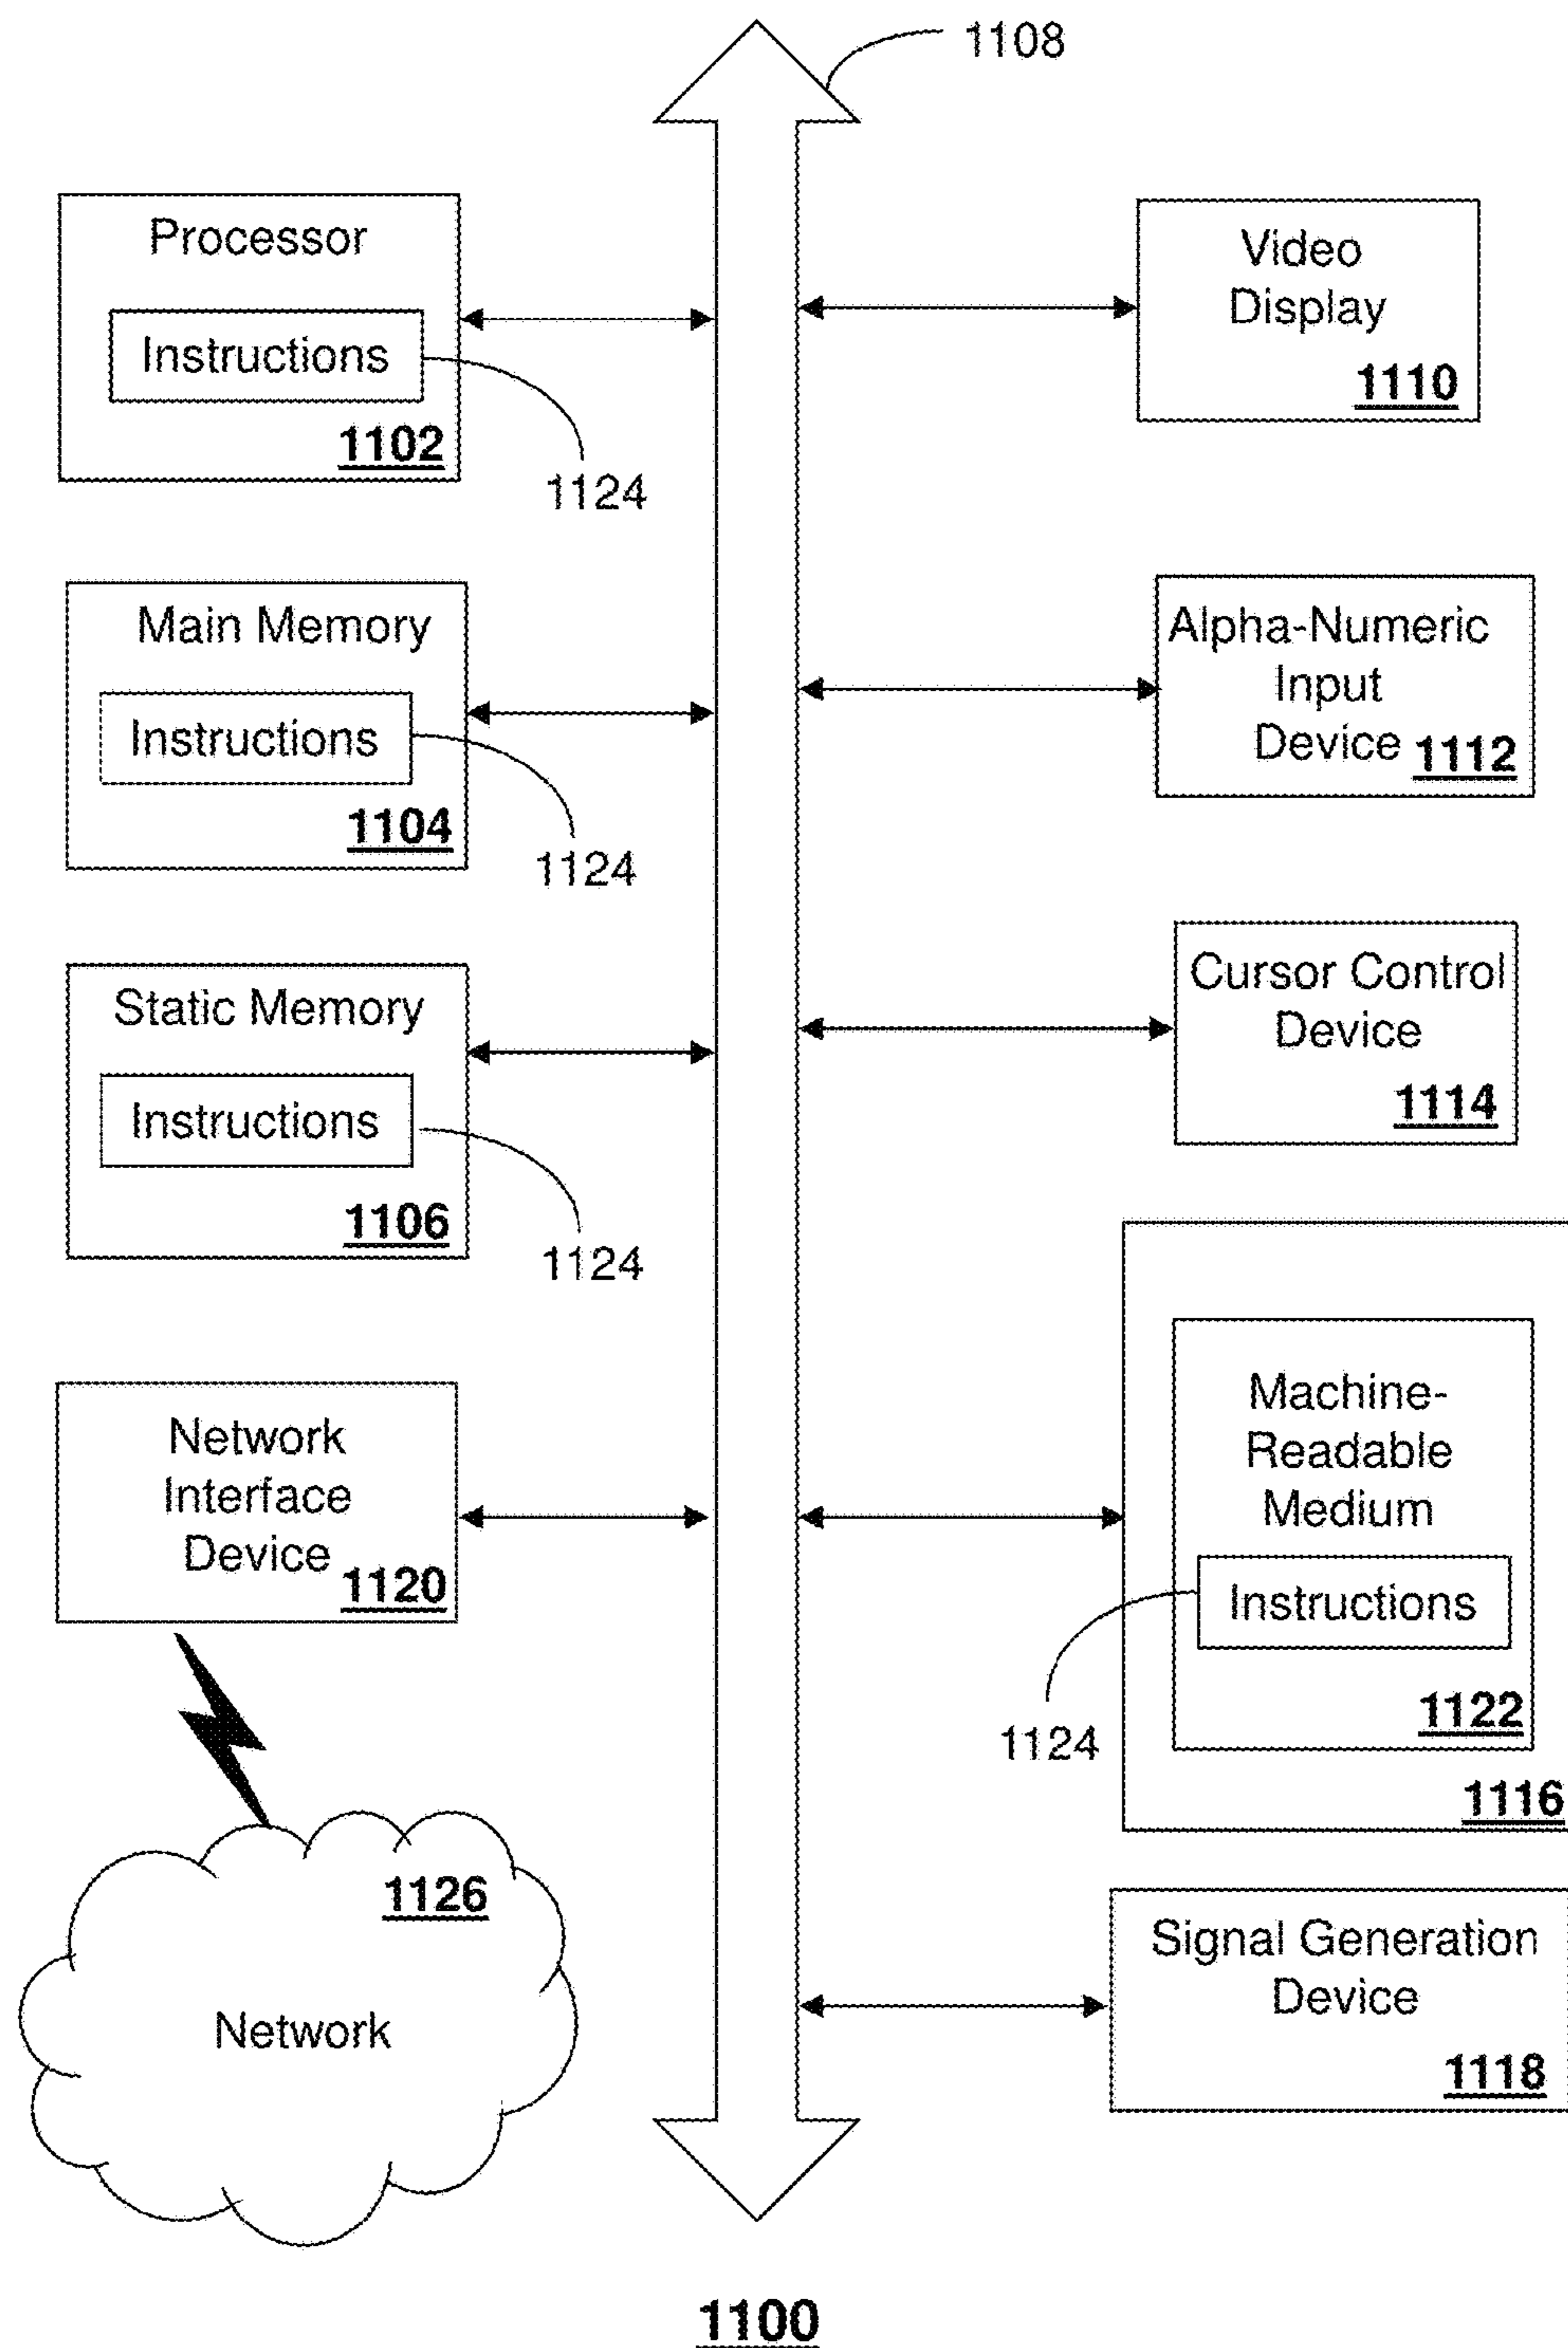 1108
Processor
Instructions
1102
1124
Video
Display
1110
Main Memory
Instructions
1104
1124
Alpha-Numeric
Input
Device 1112
Static Memory
Instructions
1106
1124
Cursor Control
Device
1114
Network
Interface
Device 1120
Machine-
Readable
Medium
Instructions
1122
1124
1116
1126
Network
Signal Generation
Device
1118
1100